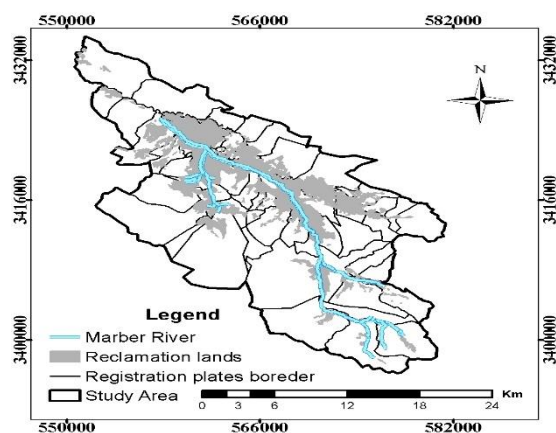 550000 566000 582000
3432000 3432000
N
3416000 3416000
Legend
Marber River
Reclamation lands
Registration plates boreder
Study Area
3400000 3400000
Km
0 3 6 12 18 24
550000 566000 582000